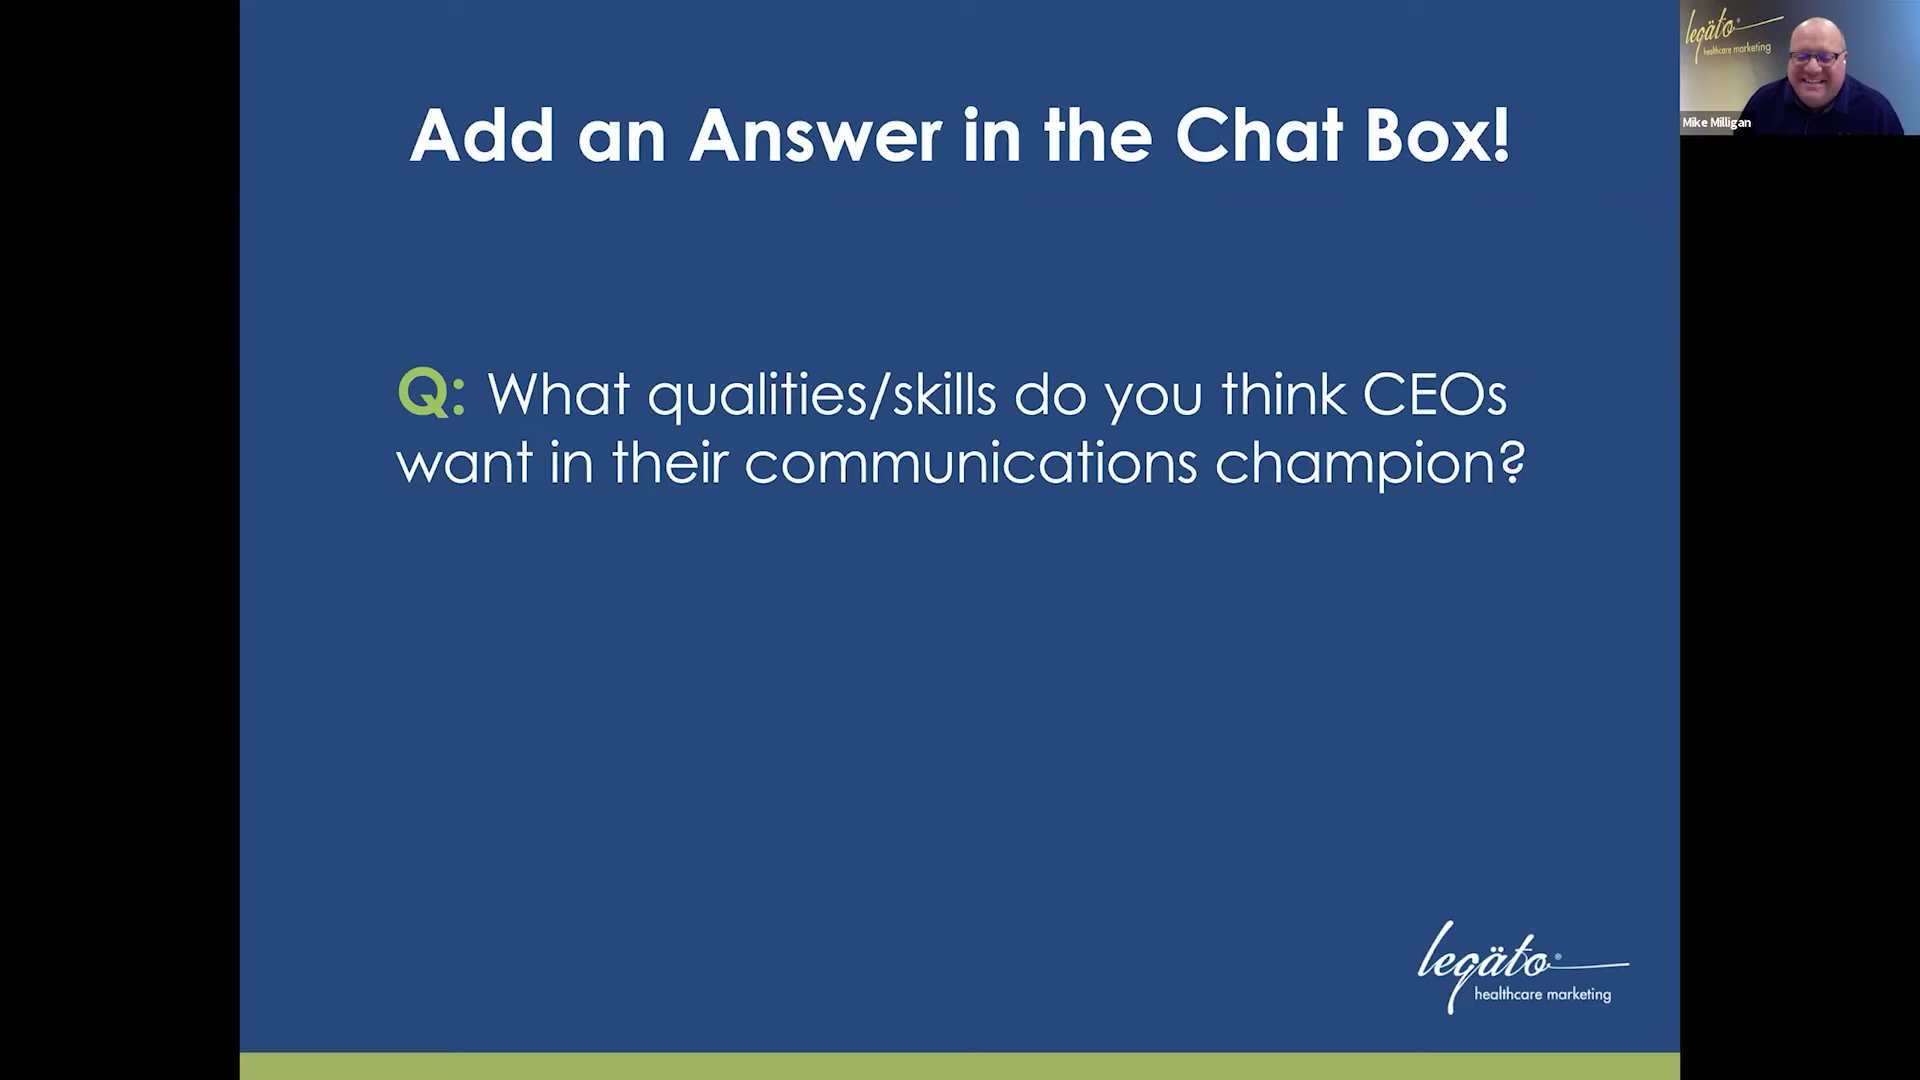 Add an Answer in the Chat Box!
legäto®
healthcare marketing
Mike Milligan
Q: What qualities/skills do you think CEOs
want in their communications champion?
legäto®
healthcare marketing